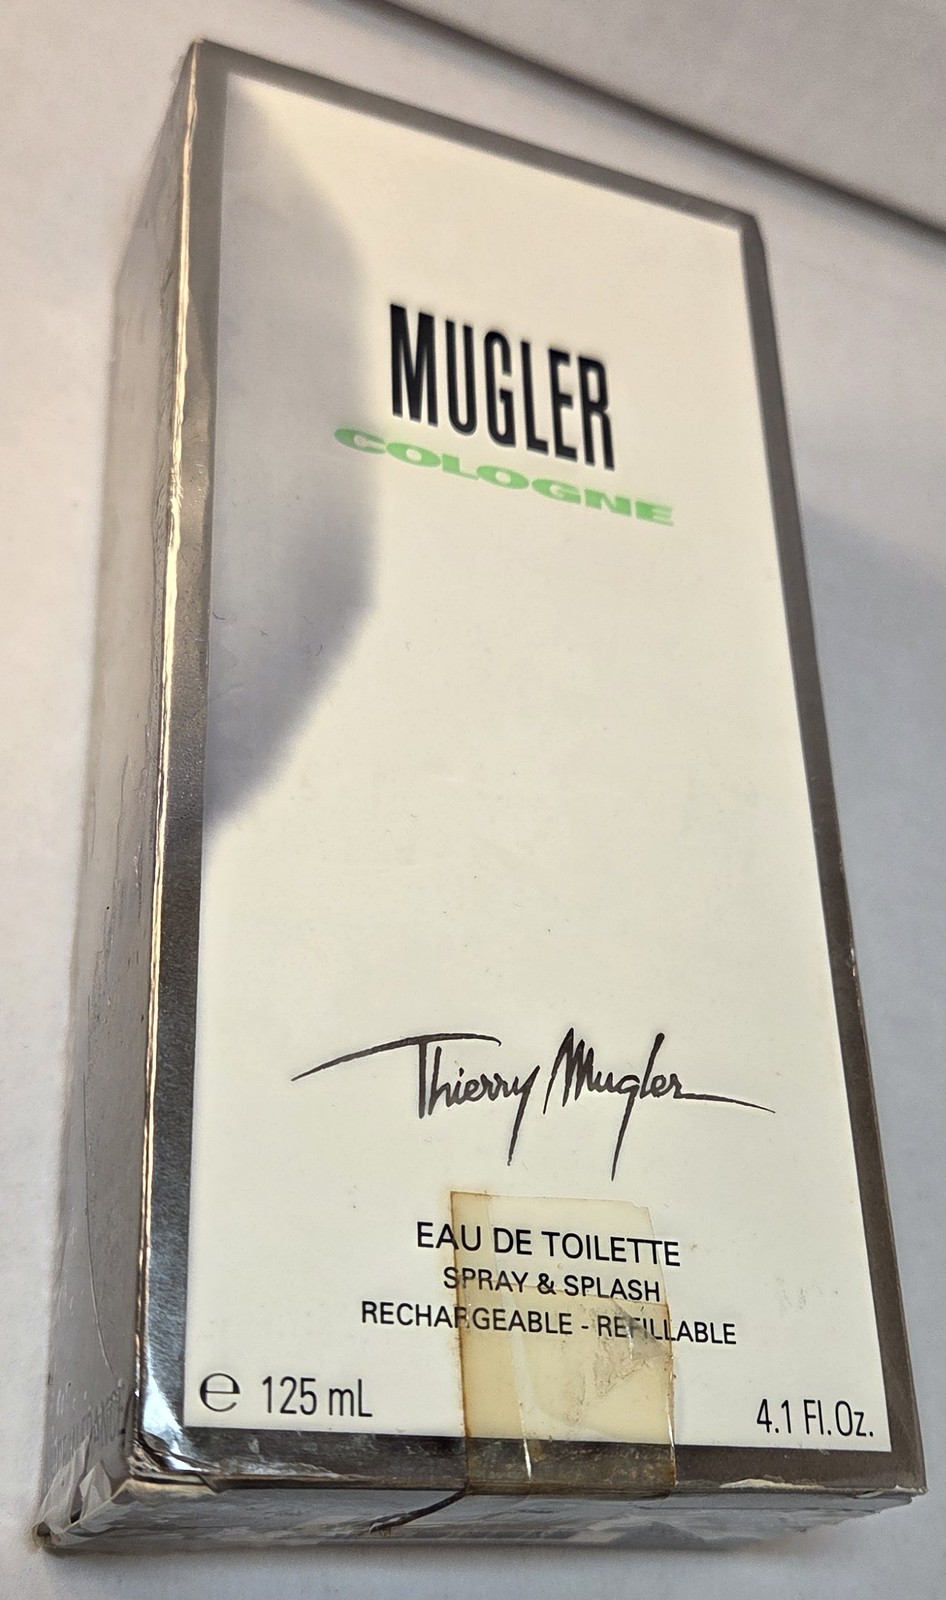 MUGLER
COLOGNE
Thierry Mugler
EAU DE TOILETTE
SPRAY & SPLASH
RECHARGEABLE - REFILLABLE
℮ 125 mL
4.1 Fl.Oz.